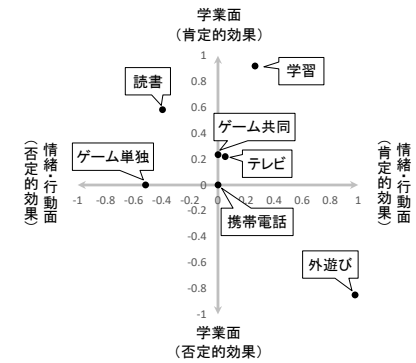 学業面
（肯定的効果）
1
0.8
0.6
0.4
0.2
0
-0.2
-0.4
-0.6
-0.8
-1
-1
-0.8
-0.6
-0.4
-0.2
0
0.2
0.4
0.6
0.8
1
読書
学習
ゲーム共同
ゲーム単独
テレビ
携帯電話
外遊び
情緒・行動面
（否定的効果）
情緒・行動面
（肯定的効果）
学業面
（否定的効果）